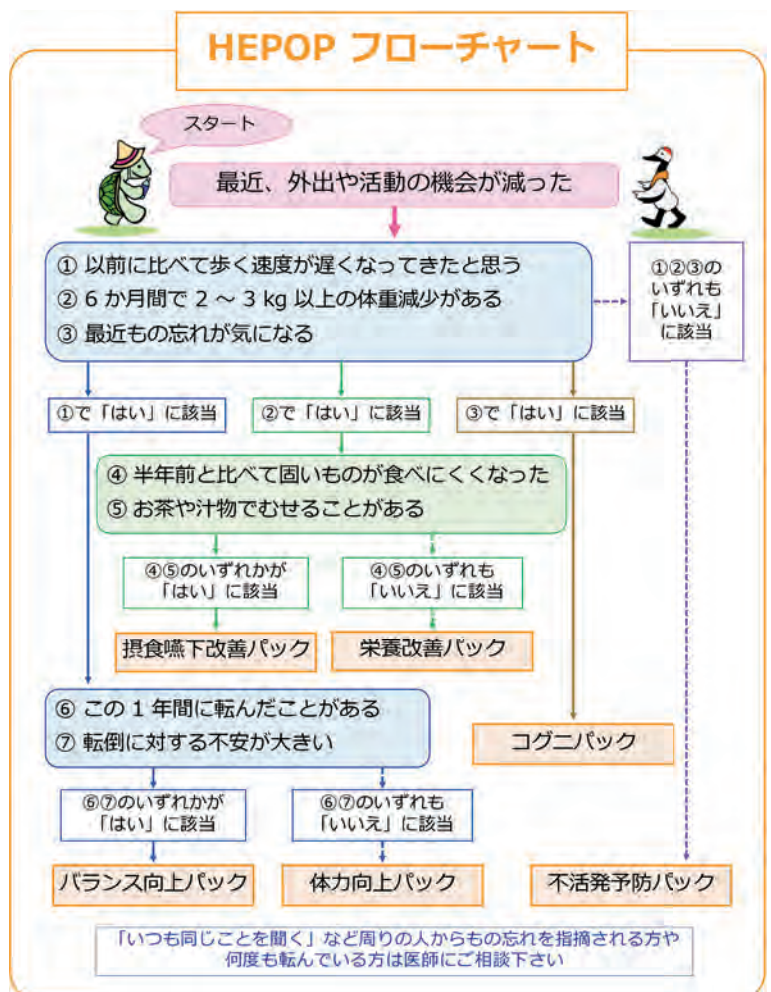 HEPOP フローチャート
スタート
最近、外出や活動の機会が減った
① 以前に比べて歩く速度が遅くなってきたと思う
② 6 か月間で 2 ～ 3 kg 以上の体重減少がある
③ 最近もの忘れが気になる
①②③の
いずれも
「いいえ」
に該当
①で「はい」に該当
②で「はい」に該当
③で「はい」に該当
④ 半年前と比べて固いものが食べにくくなった
⑤ お茶や汁物でむせることがある
④⑤のいずれかが
「はい」に該当
④⑤のいずれも
「いいえ」に該当
摂食嚥下改善パック
栄養改善パック
⑥ この 1 年間に転んだことがある
⑦ 転倒に対する不安が大きい
コグニパック
⑥⑦のいずれかが
「はい」に該当
⑥⑦のいずれも
「いいえ」に該当
バランス向上パック
体力向上パック
不活発予防パック
「いつも同じことを聞く」など周りの人からもの忘れを指摘される方や
何度も転んでいる方は医師にご相談下さい